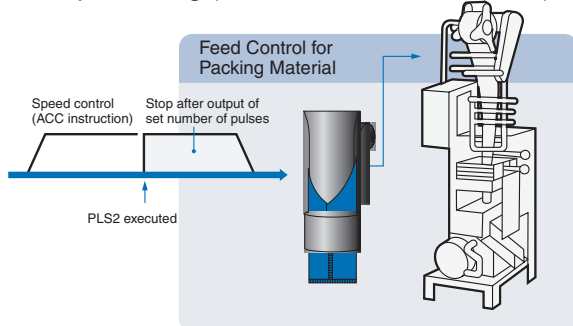 Feed Control for
Packing Material
Speed control
(ACC instruction)
Stop after output of
set number of pulses
PLS2 executed